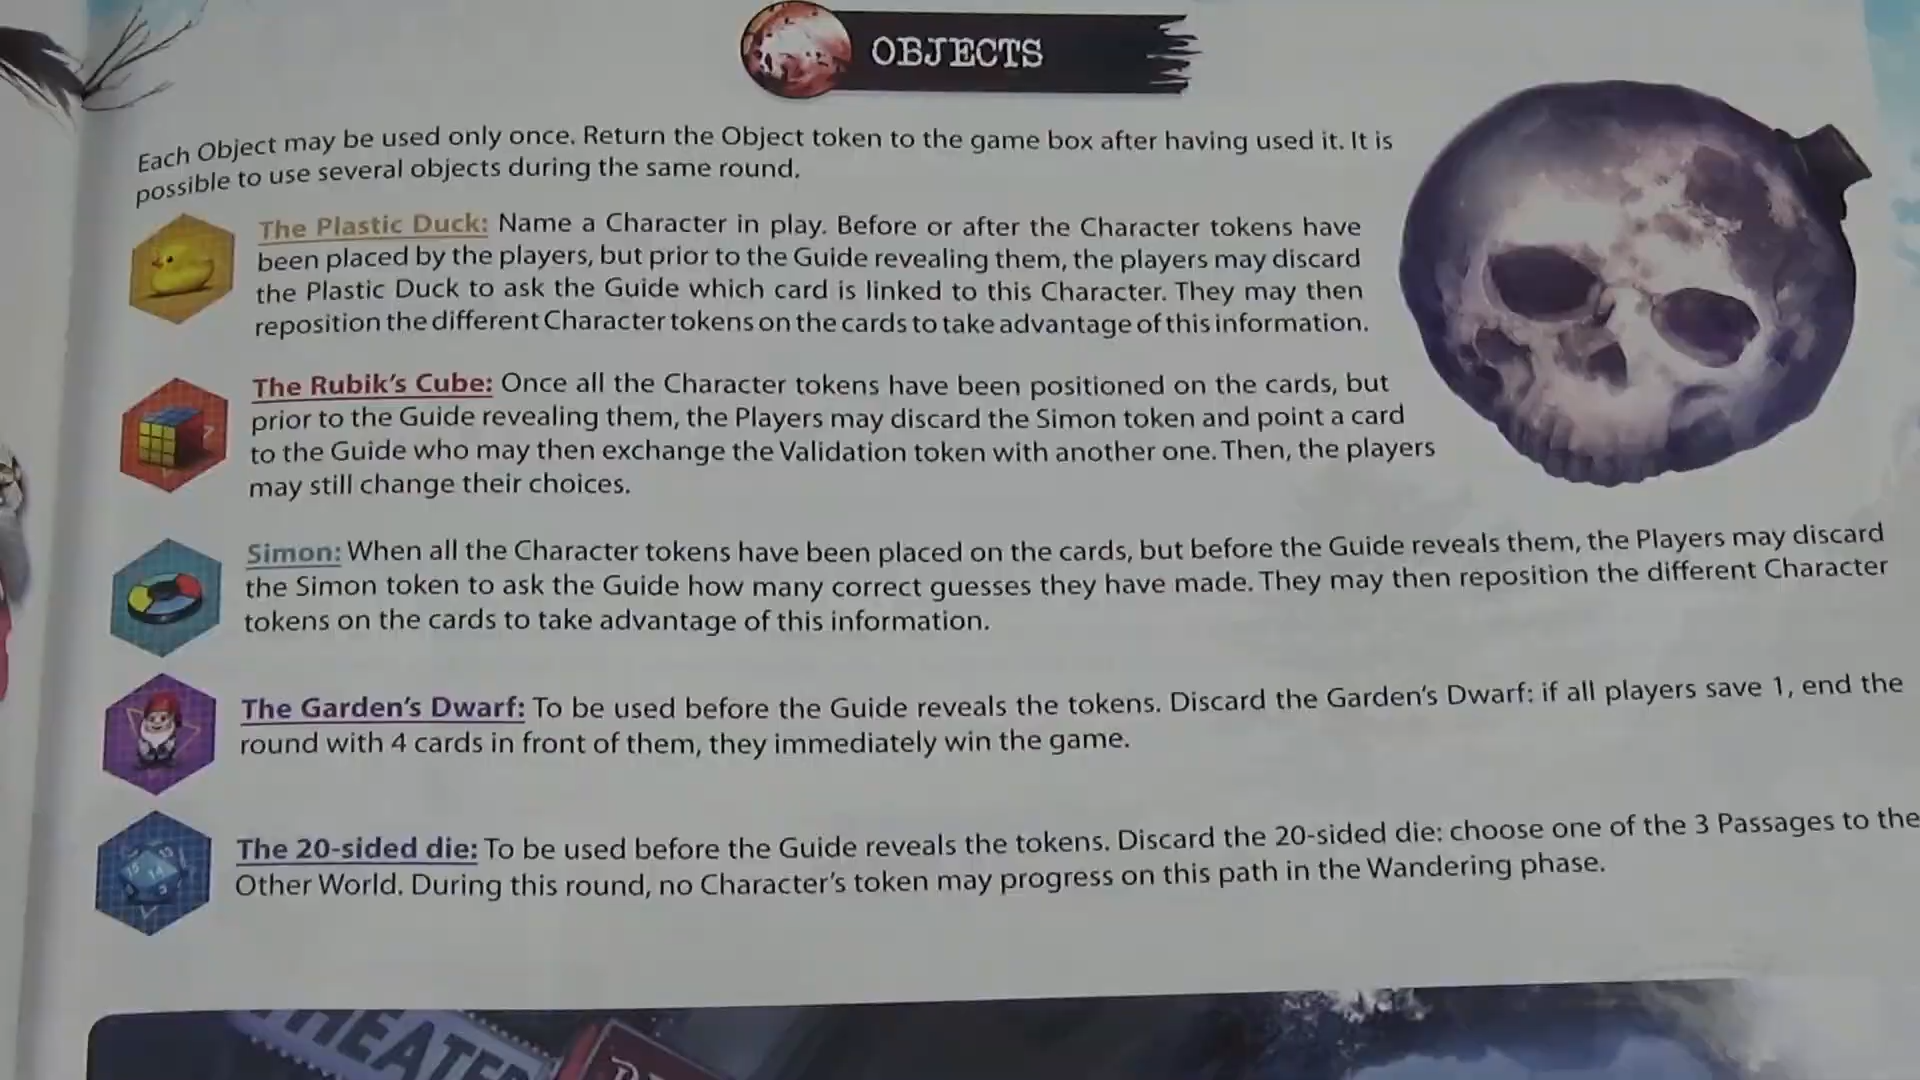 OBJECTS
Each Object may be used only once. Return the Object token to the game box after having used it. It is
possible to use several objects during the same round.
The Plastic Duck: Name a Character in play. Before or after the Character tokens have
been placed by the players, but prior to the Guide revealing them, the players may discard
the Plastic Duck to ask the Guide which card is linked to this Character. They may then
reposition the different Character tokens on the cards to take advantage of this information.
The Rubik's Cube: Once all the Character tokens have been positioned on the cards, but
prior to the Guide revealing them, the Players may discard the Simon token and point a card
to the Guide who may then exchange the Validation token with another one. Then, the players
may still change their choices.
Simon: When all the Character tokens have been placed on the cards, but before the Guide reveals them, the Players may discard
the Simon token to ask the Guide how many correct guesses they have made. They may then reposition the different Character
tokens on the cards to take advantage of this information.
The Garden's Dwarf: To be used before the Guide reveals the tokens. Discard the Garden's Dwarf: if all players save 1, end the
round with 4 cards in front of them, they immediately win the game.
The 20-sided die: To be used before the Guide reveals the tokens. Discard the 20-sided die: choose one of the 3 Passages to the
Other World. During this round, no Character's token may progress on this path in the Wandering phase.